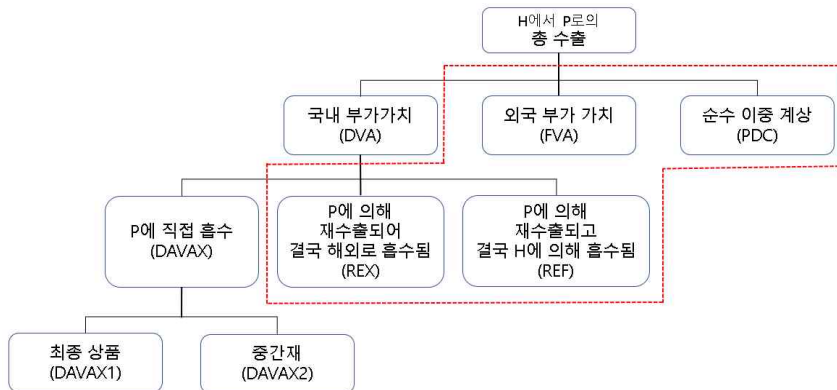 H에서 P로의
총 수출
국내 부가가치
(DVA)
외국 부가 가치
(FVA)
순수 이중 계상
(PDC)
P에 직접 흡수
(DAVAX)
P에 의해
재수출되어
결국 해외로 흡수됨
(REX)
P에 의해
재수출되고
결국 H에 의해 흡수됨
(REF)
최종 상품
(DAVAX1)
중간재
(DAVAX2)